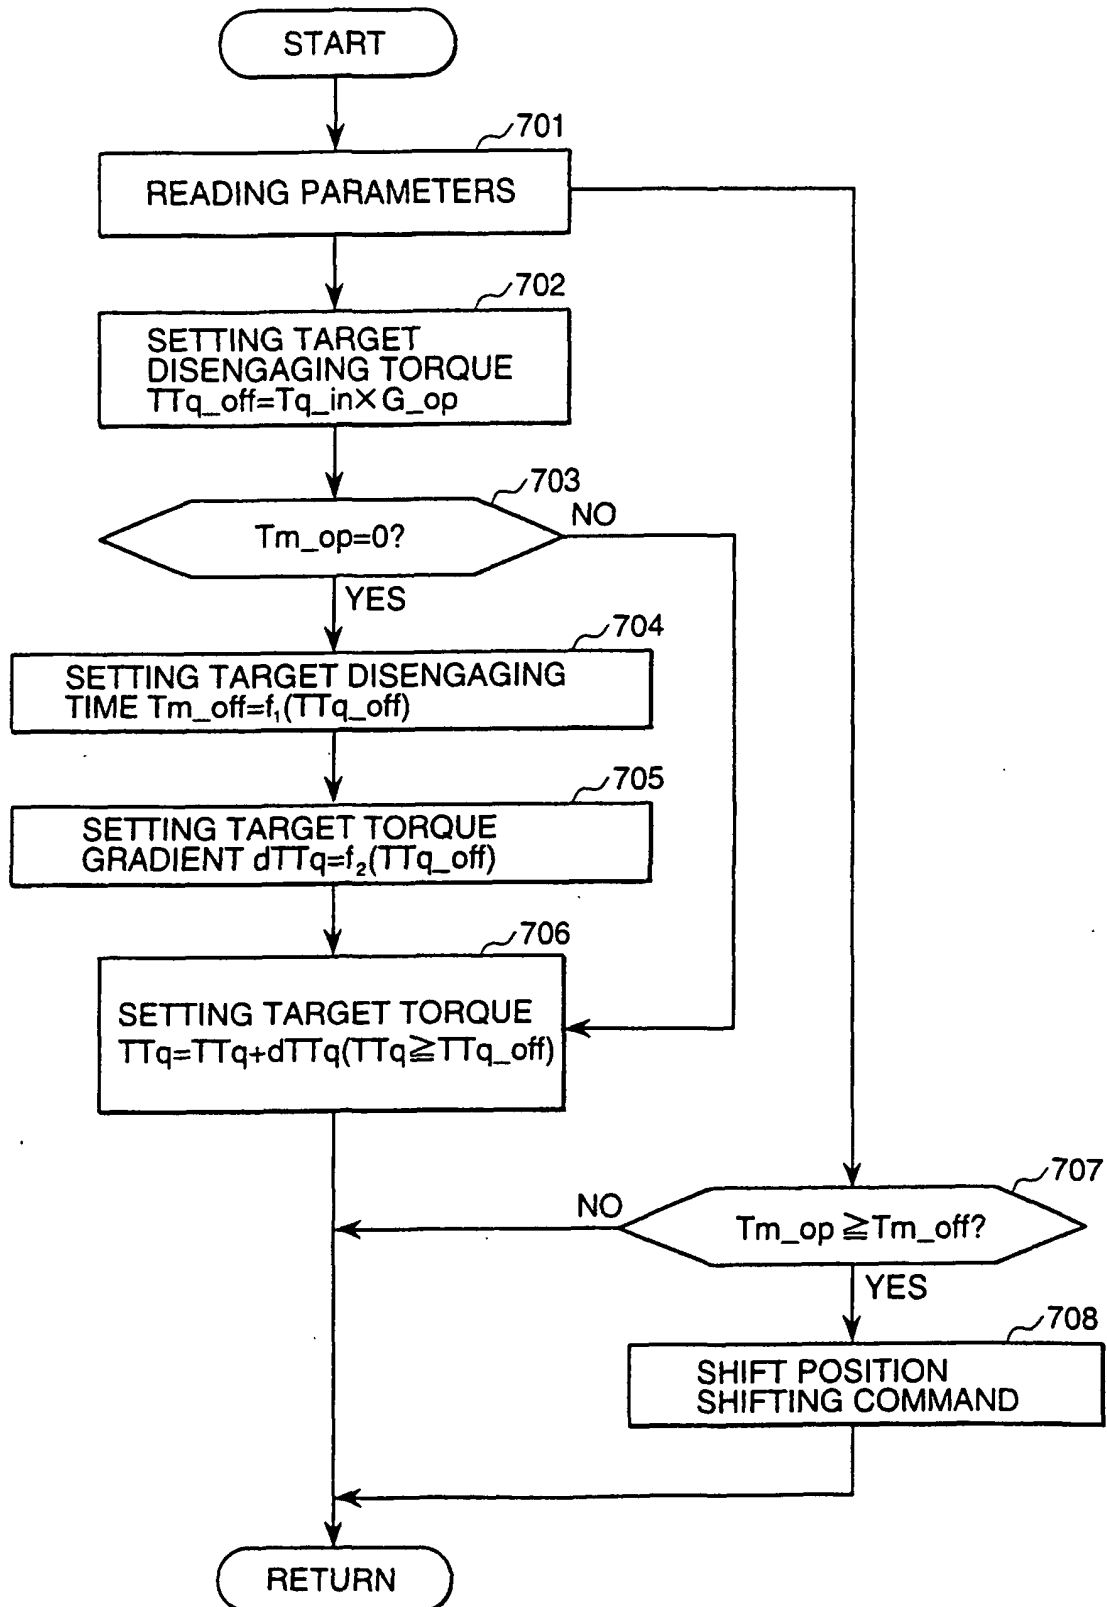 START
701
READING PARAMETERS
702
SETTING TARGET
DISENGAGING TORQUE
TTq_off=Tq_in×G_op
703
Tm_op=0?
NO
YES
704
SETTING TARGET DISENGAGING
TIME Tm_off=f₁(TTq_off)
705
SETTING TARGET TORQUE
GRADIENT dTTq=f₂(TTq_off)
706
SETTING TARGET TORQUE
TTq=TTq+dTTq(TTq≧TTq_off)
707
Tm_op≧Tm_off?
NO
YES
708
SHIFT POSITION
SHIFTING COMMAND
RETURN